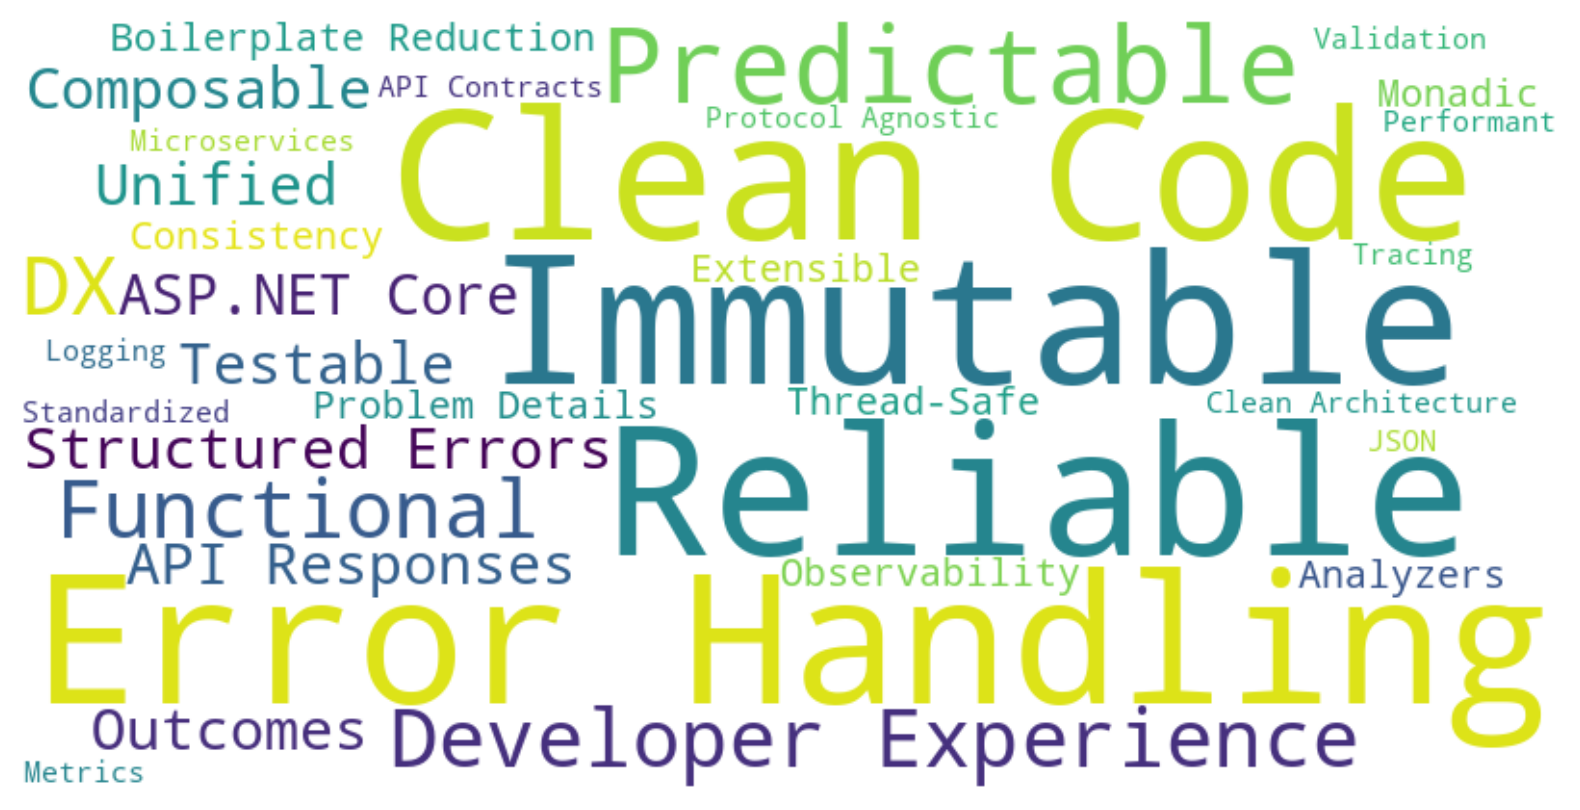 Boilerplate Reduction
Predictable
Validation
Composable
API Contracts
Monadic
Protocol Agnostic
Performant
Microservices
Clean Code
Unified
Consistency
Extensible
Tracing
DX
ASP.NET Core
Immutable
Logging
Testable
Standardized
Problem Details
Thread-Safe
Clean Architecture
Structured Errors
Reliable
JSON
Functional
API Responses
Observability
Analyzers
Error Handling
Outcomes
Developer Experience
Metrics